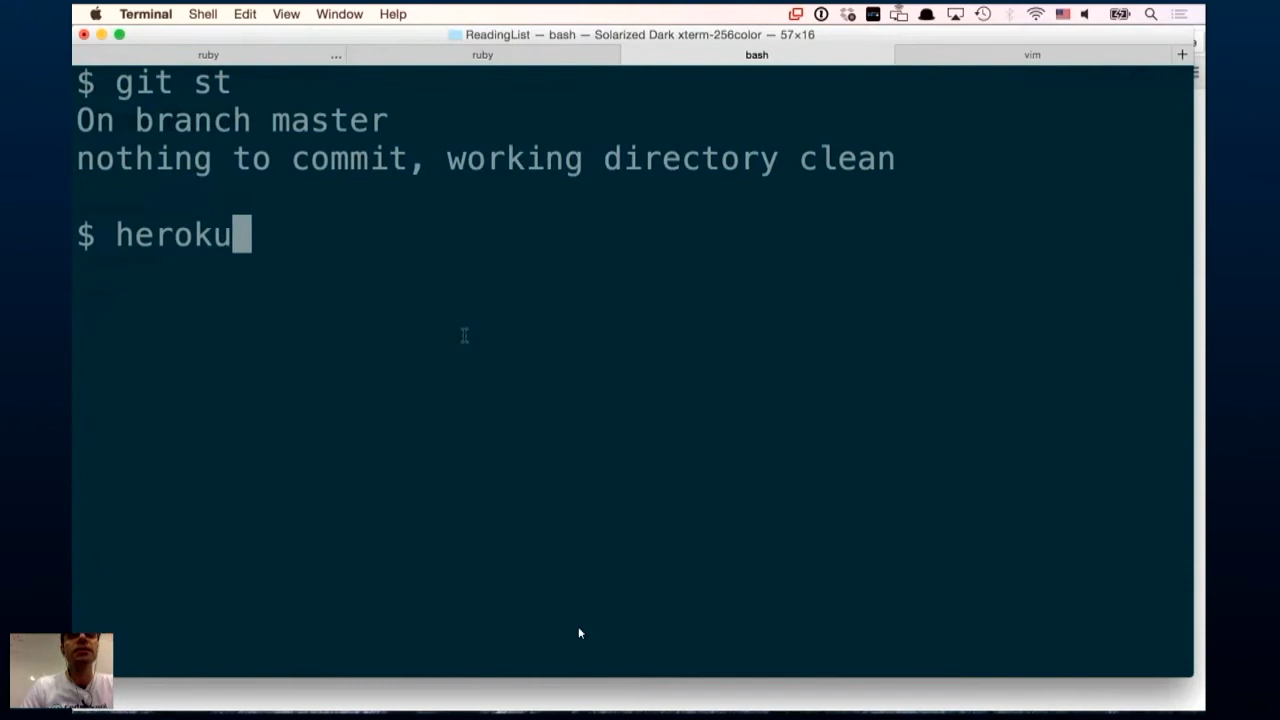 Terminal Shell Edit View Window Help
ReadingList — bash — Solarized Dark xterm-256color — 57×16
ruby ... ruby bash vim +
$ git st
On branch master
nothing to commit, working directory clean
$ heroku